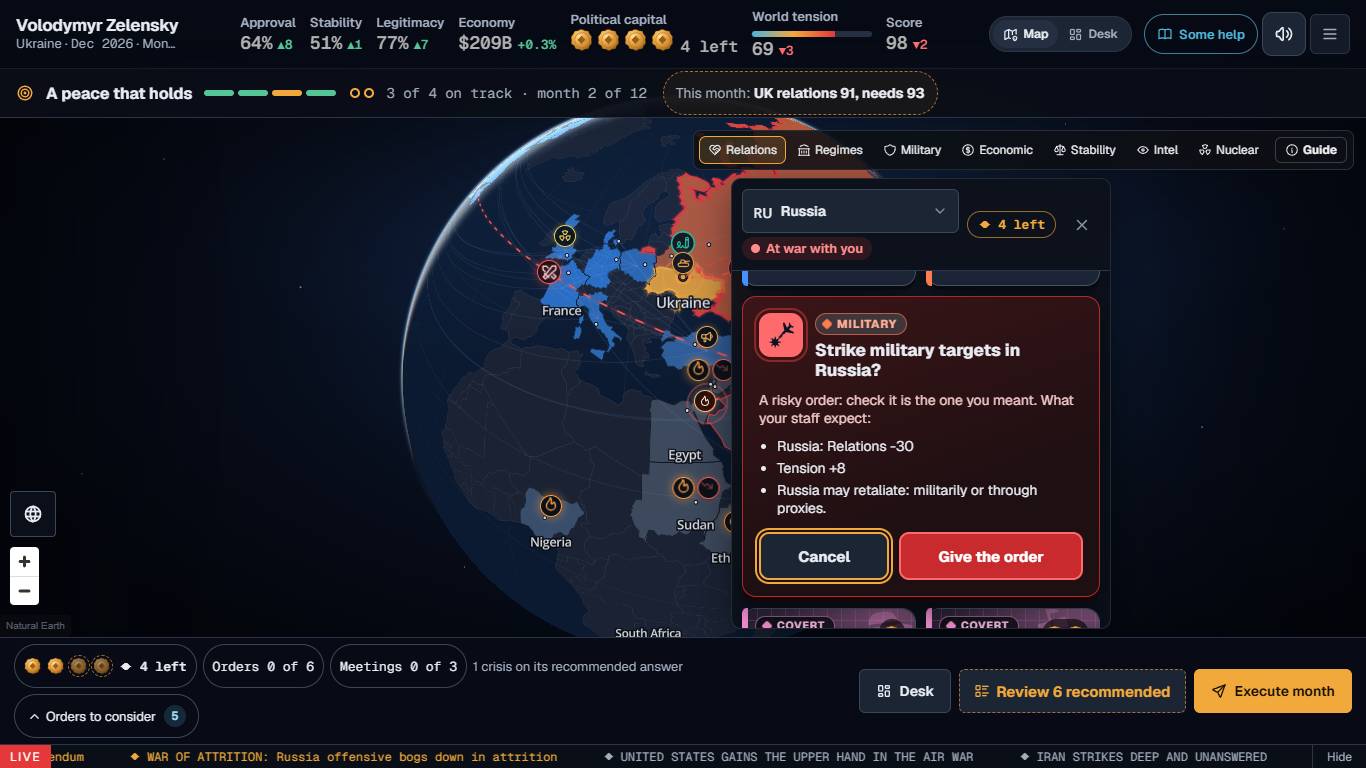 Volodymyr Zelensky
Ukraine · Dec 2026 · Mon…
Approval
64% ▴8
Stability
51% ▴1
Legitimacy
77% ▴7
Economy
$209B +0.3%
Political capital
4 left
World tension
69 ▾3
Score
98 ▾2
Map
Desk
Some help
A peace that holds
3 of 4 on track · month 2 of 12
This month: UK relations 91, needs 93
Relations
Regimes
Military
Economic
Stability
Intel
Nuclear
Guide
RU Russia
4 left
At war with you
MILITARY
Strike military targets in
Russia?
A risky order: check it is the one you meant. What
your staff expect:
• Russia: Relations -30
• Tension +8
• Russia may retaliate: militarily or through
proxies.
Cancel
Give the order
COVERT
COVERT
Ukraine
France
Egypt
Sudan
Nigeria
Eth
South Africa
Natural Earth
4 left
Orders 0 of 6
Meetings 0 of 3
1 crisis on its recommended answer
Orders to consider 5
Desk
Review 6 recommended
Execute month
LIVE
endum ◆ WAR OF ATTRITION: Russia offensive bogs down in attrition ◆ UNITED STATES GAINS THE UPPER HAND IN THE AIR WAR ◆ IRAN STRIKES DEEP AND UNANSWERED
Hide